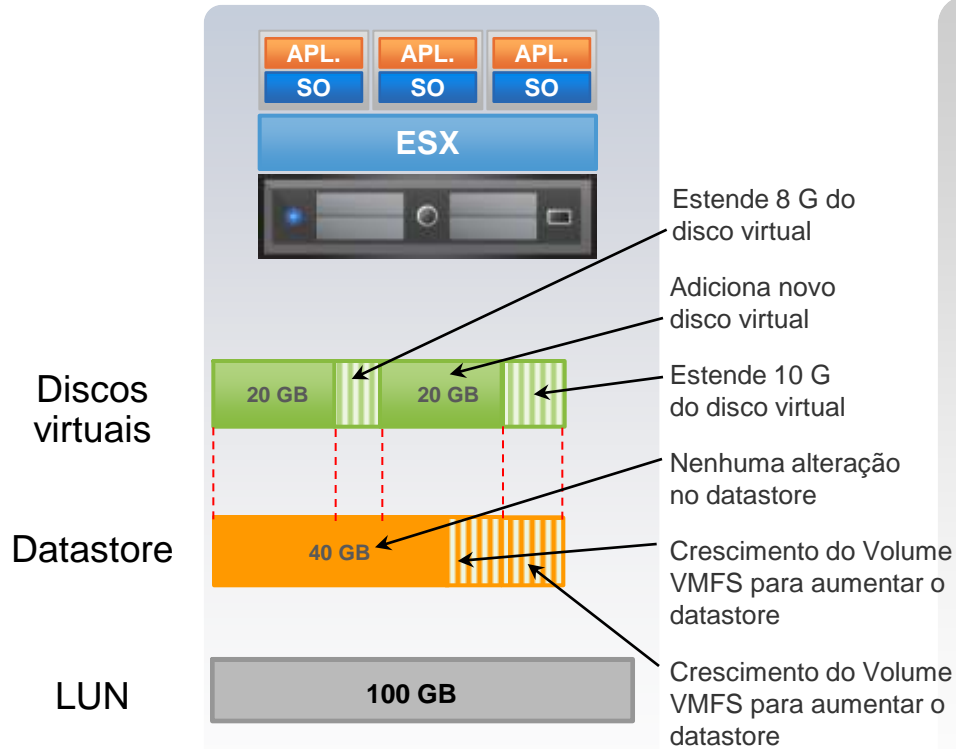 APL. APL. APL.
SO SO SO
ESX
Estende 8 G do
disco virtual
Adiciona novo
disco virtual
Estende 10 G
do disco virtual
Discos
virtuais
20 GB 20 GB
Nenhuma alteração
no datastore
Datastore
40 GB
Crescimento do Volume
VMFS para aumentar o
datastore
Crescimento do Volume
VMFS para aumentar o
datastore
LUN
100 GB